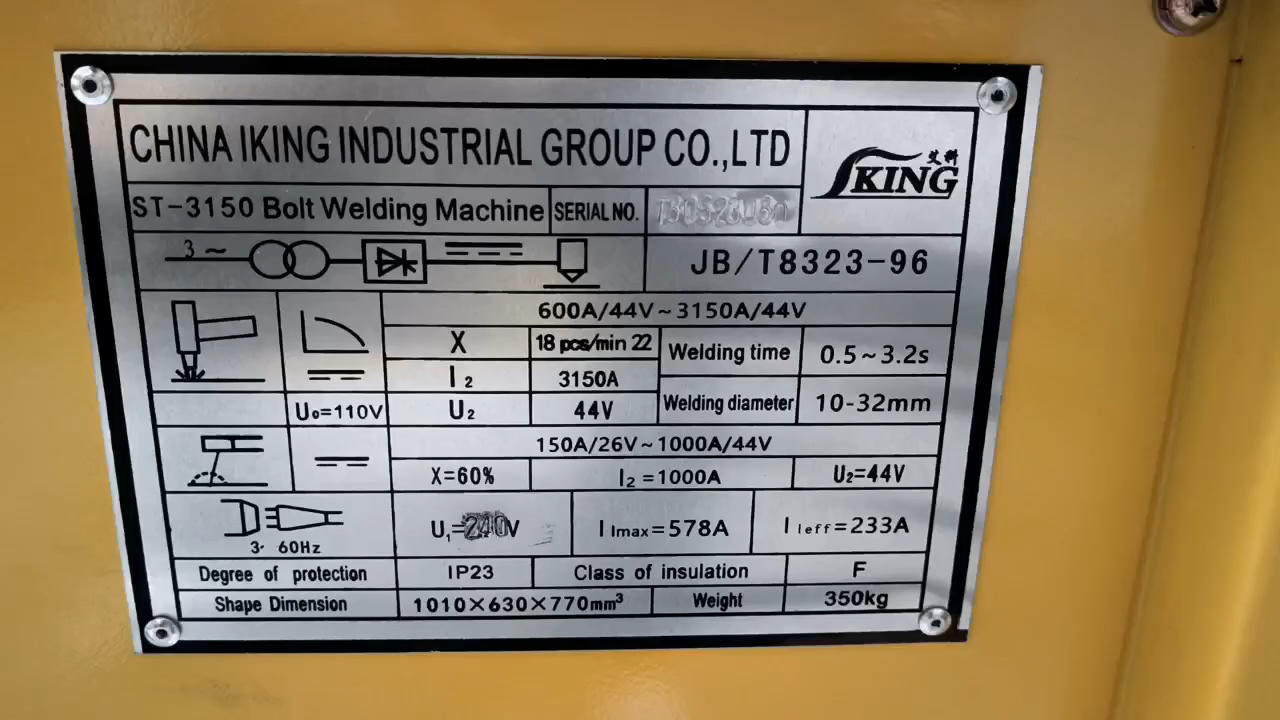 CHINA IKING INDUSTRIAL GROUP CO.,LTD
艾科
KING
ST-3150 Bolt Welding Machine SERIAL NO.
3 ~
JB/T8323-96
600A/44V~3150A/44V
X 18 pcs/min 22 Welding time 0.5~3.2s
I₂ 3150A
U₀=110V U₂ 44V Welding diameter 10-32mm
150A/26V~1000A/44V
X=60% I₂=1000A U₂=44V
U₁=240V I1max=578A I1eff=233A
3· 60Hz
Degree of protection IP23 Class of insulation F
Shape Dimension 1010×630×770mm³ Weight 350kg